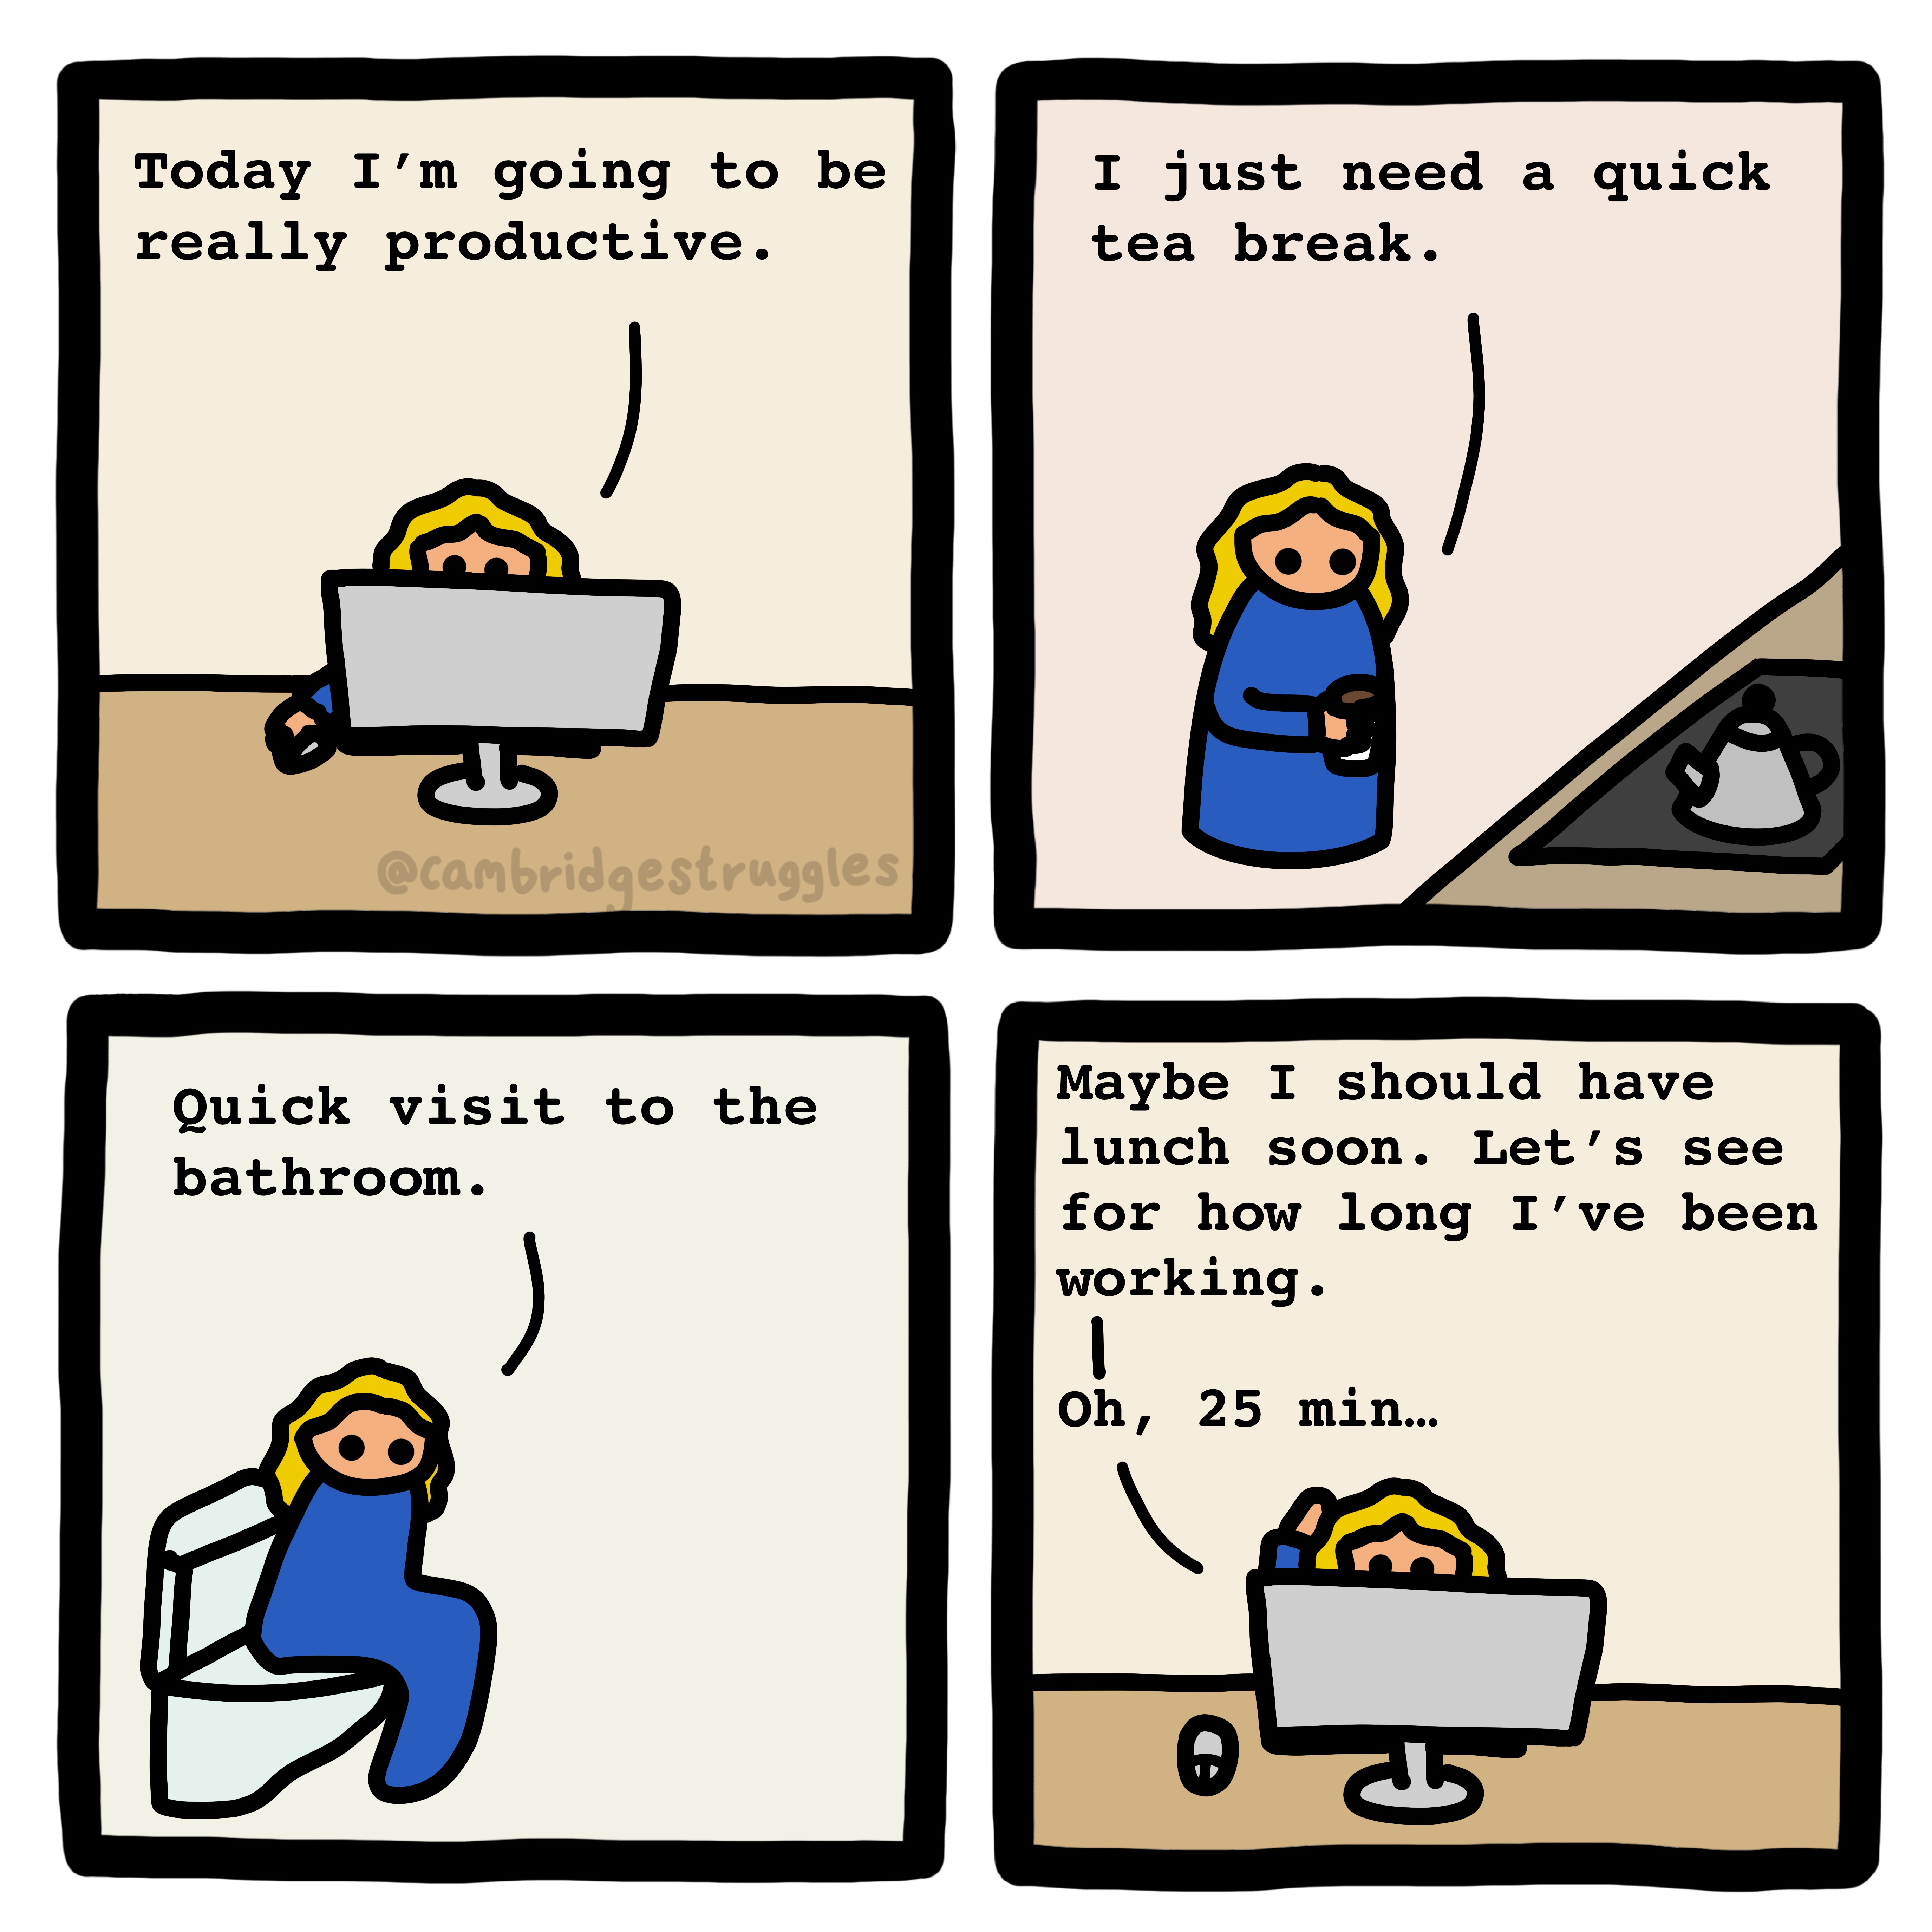 Today I'm going to be
really productive.
@cambridgestruggles
I just need a quick
tea break.
Quick visit to the
bathroom.
Maybe I should have
lunch soon. Let's see
for how long I've been
working.
Oh, 25 min…